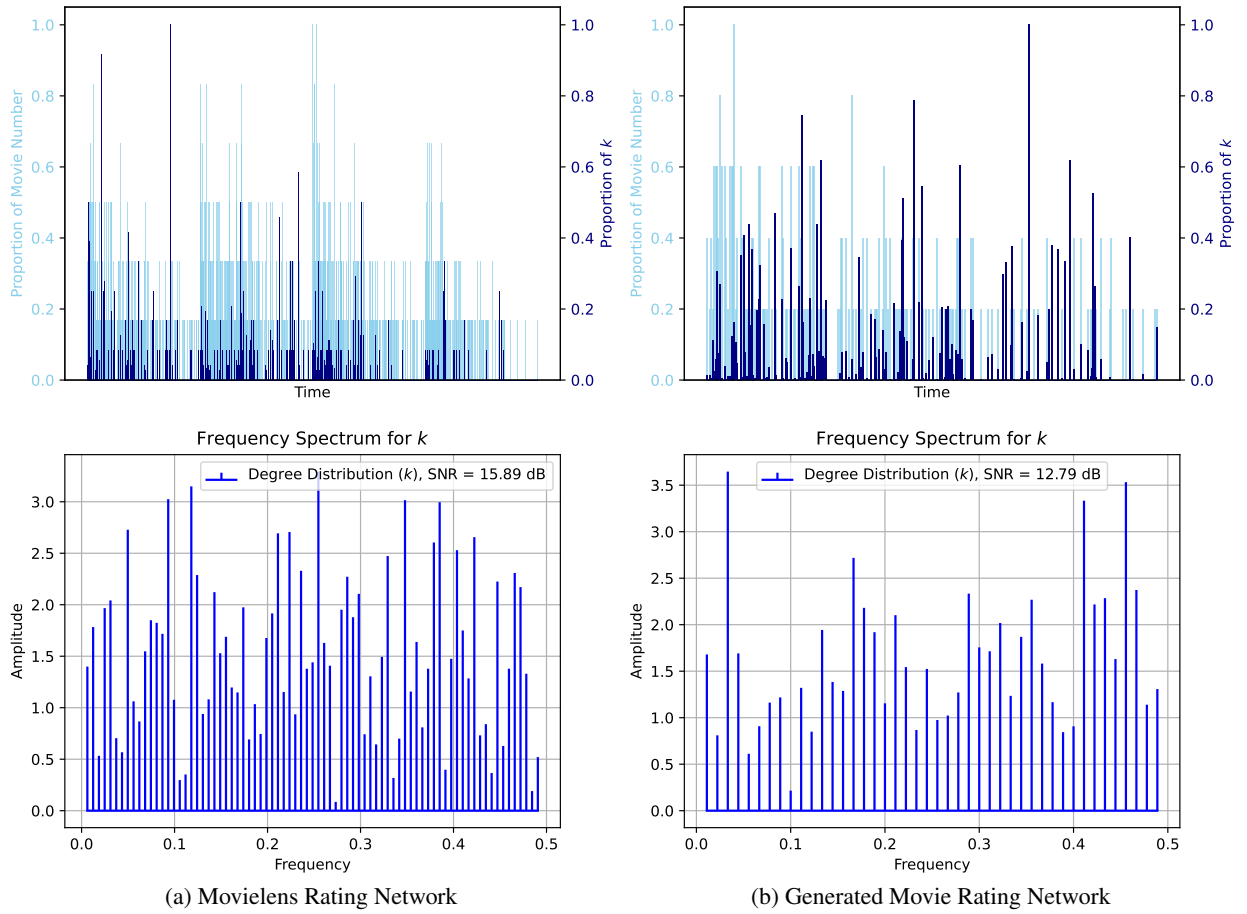 1.0
0.8
0.6
0.4
0.2
0.0
Proportion of Movie Number
Time
1.0
0.8
0.6
0.4
0.2
0.0
Proportion of k
1.0
0.8
0.6
0.4
0.2
0.0
Proportion of Movie Number
Time
1.0
0.8
0.6
0.4
0.2
0.0
Proportion of k
Frequency Spectrum for k
Degree Distribution (k), SNR = 15.89 dB
3.0
2.5
2.0
1.5
1.0
0.5
0.0
Amplitude
0.0 0.1 0.2 0.3 0.4 0.5
Frequency
(a) Movielens Rating Network
Frequency Spectrum for k
Degree Distribution (k), SNR = 12.79 dB
3.5
3.0
2.5
2.0
1.5
1.0
0.5
0.0
Amplitude
0.0 0.1 0.2 0.3 0.4 0.5
Frequency
(b) Generated Movie Rating Network